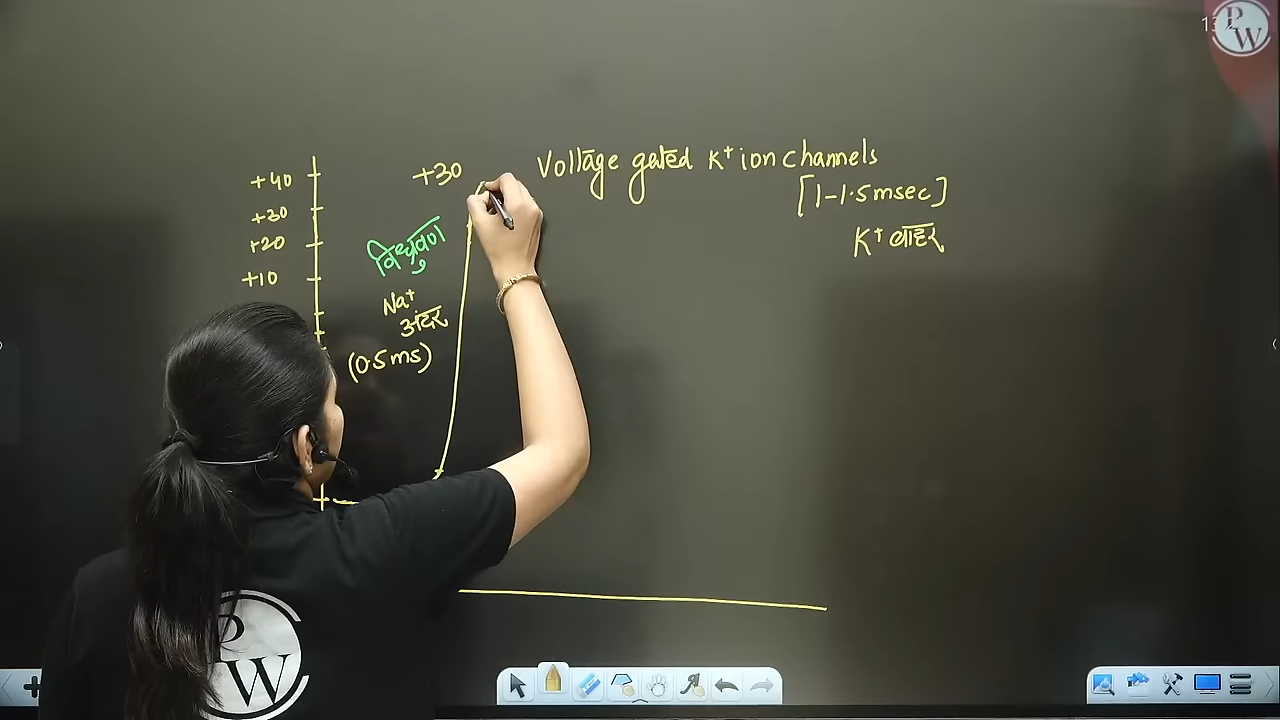 PW
+40
+30
+20
+10
+30
विध्रुवण
Na⁺
अंदर
(0.5ms)
Voltage gated K⁺ ion channels
[1-1.5msec]
K⁺ बाहर
PW